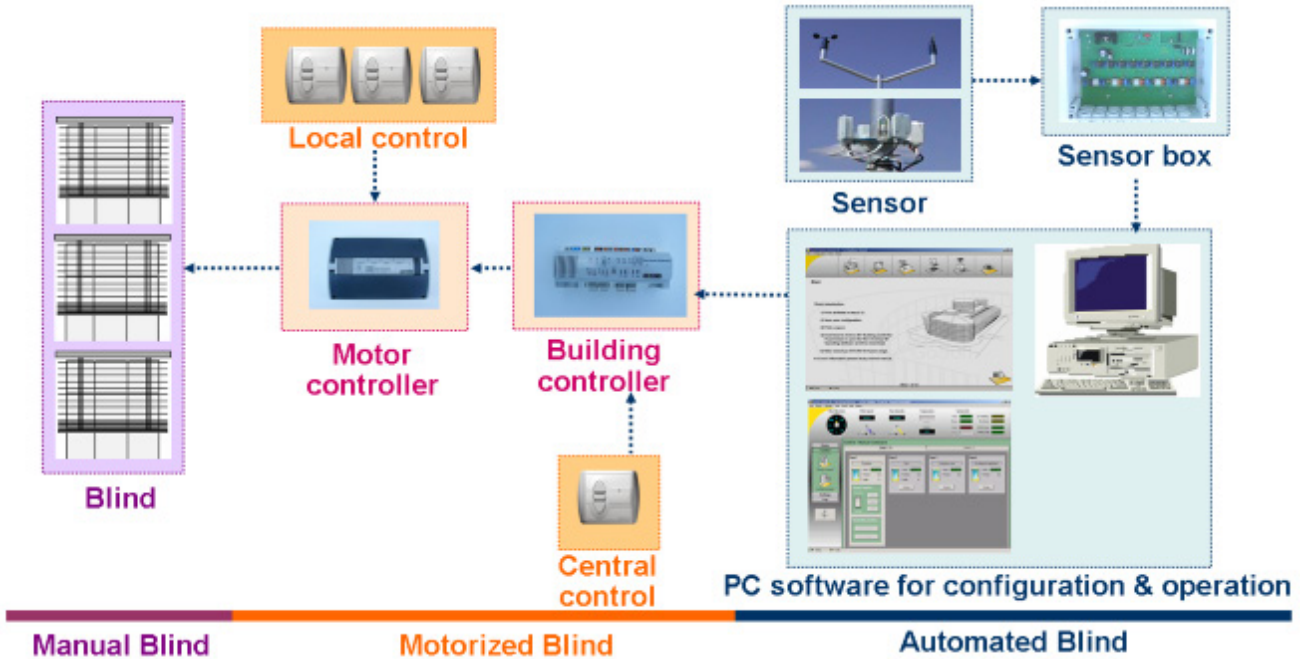 Local control
Sensor
Sensor box
Motor
controller
Building
controller
Blind
Central
control
PC software for configuration & operation
Manual Blind
Motorized Blind
Automated Blind